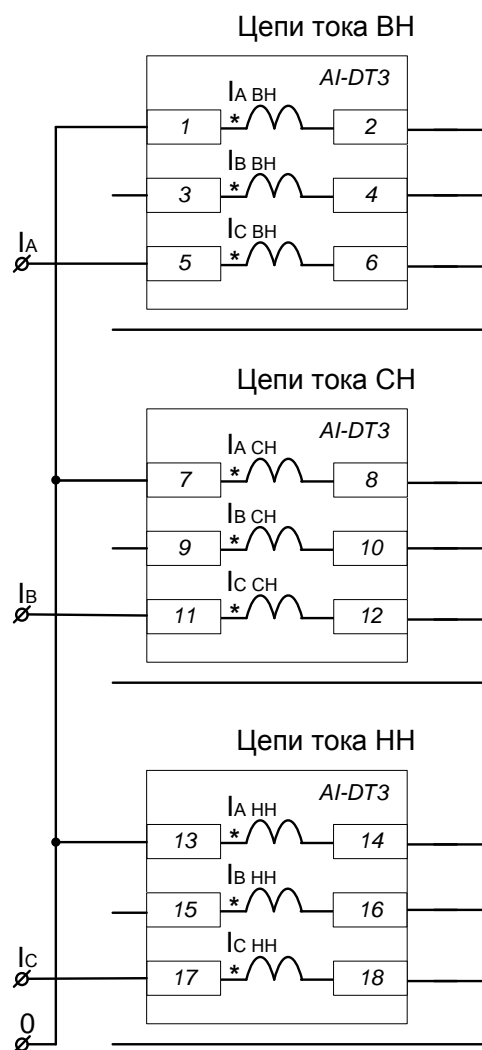 Цепи тока ВН
AI-DT3
IA ВН
1 * 2
IB ВН
3 * 4
IA
IC ВН
5 * 6
Цепи тока СН
AI-DT3
IA СН
7 * 8
IB СН
9 * 10
IB
IC СН
11 * 12
Цепи тока НН
AI-DT3
IA НН
13 * 14
IB НН
15 * 16
IC
IC НН
17 * 18
0